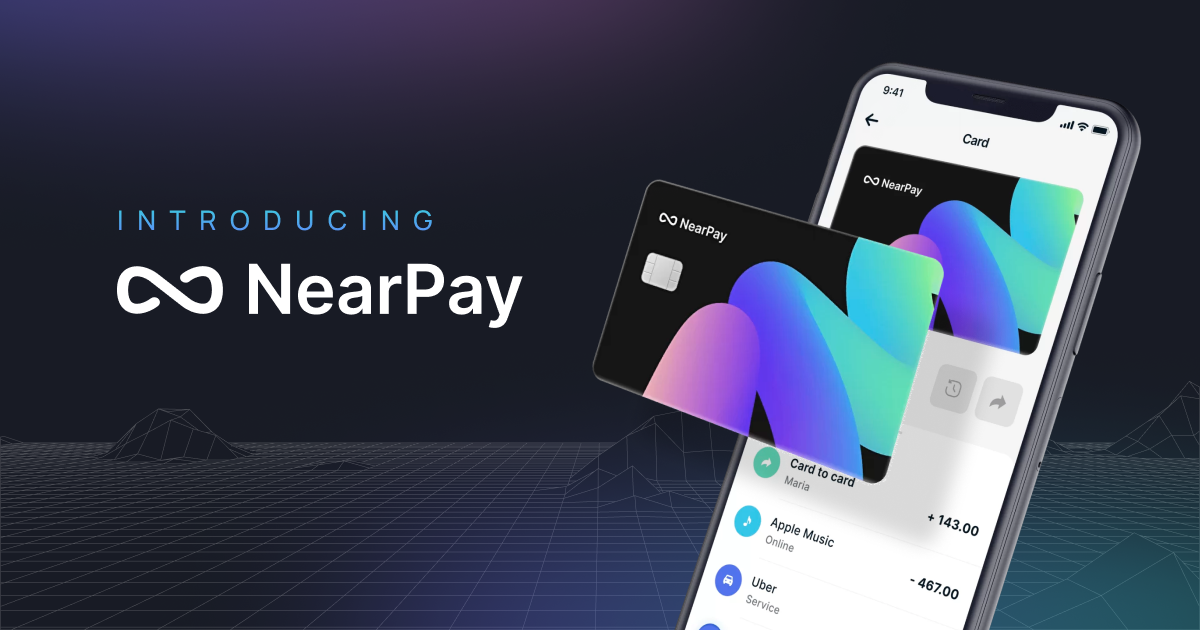 INTRODUCING
NearPay
9:41
Card
NearPay
NearPay
Card to card
Maria
+ 143.00
Apple Music
Online
- 467.00
Uber
Service